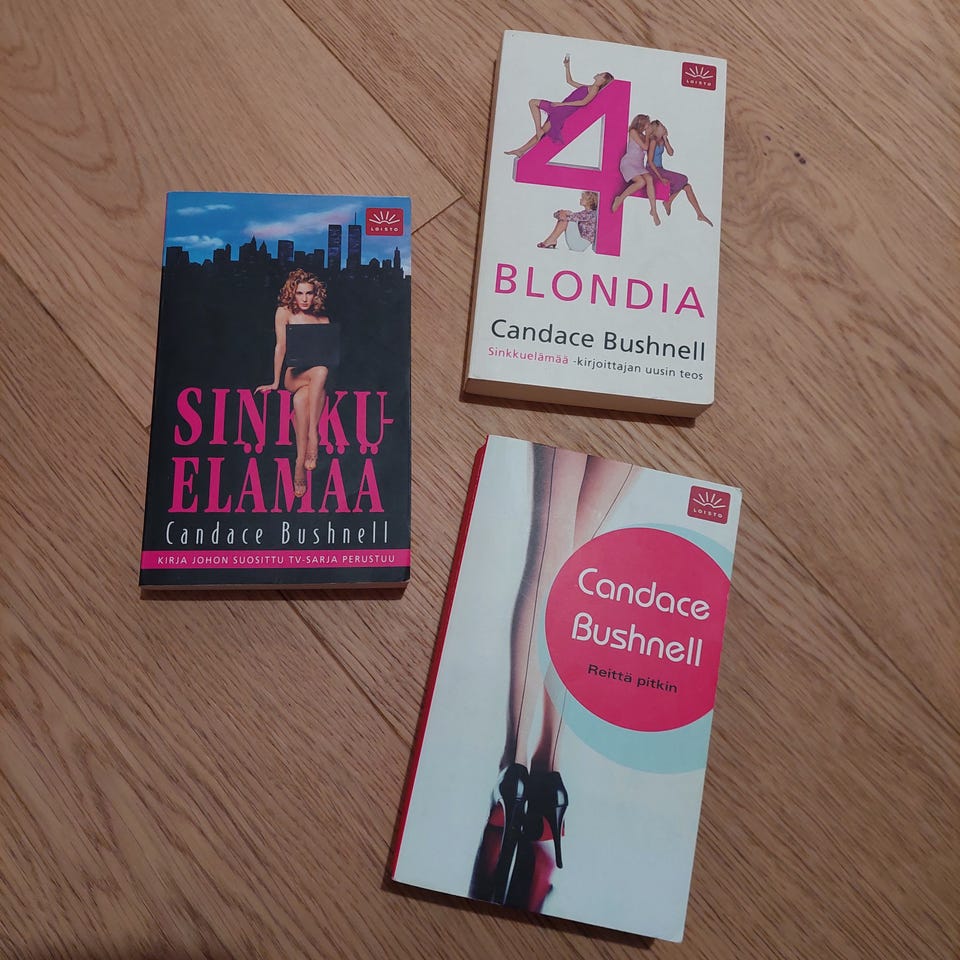 LOISTO
SINKKU-
ELÄMÄÄ
Candace Bushnell
KIRJA JOHON SUOSITTU TV-SARJA PERUSTUU
LOISTO
4
BLONDIA
Candace Bushnell
Sinkkuelämää -kirjoittajan uusin teos
LOISTO
Candace
Bushnell
Reittä pitkin